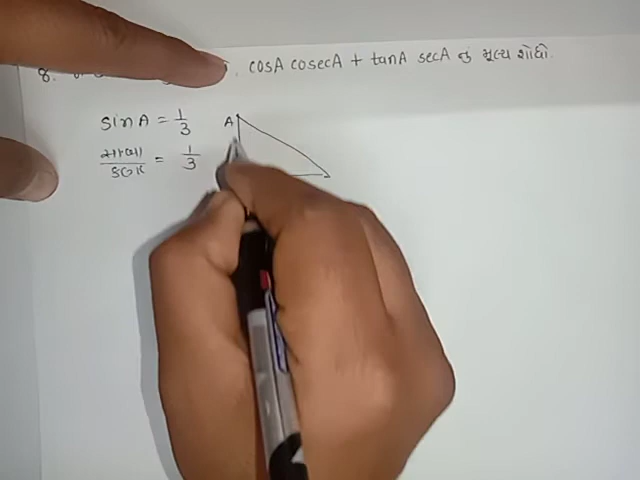 8. cosA cosecA + tanA secA નું મૂલ્ય શોધો.
sin A = 1/3
A
સાબા/કર્ણ = 1/3